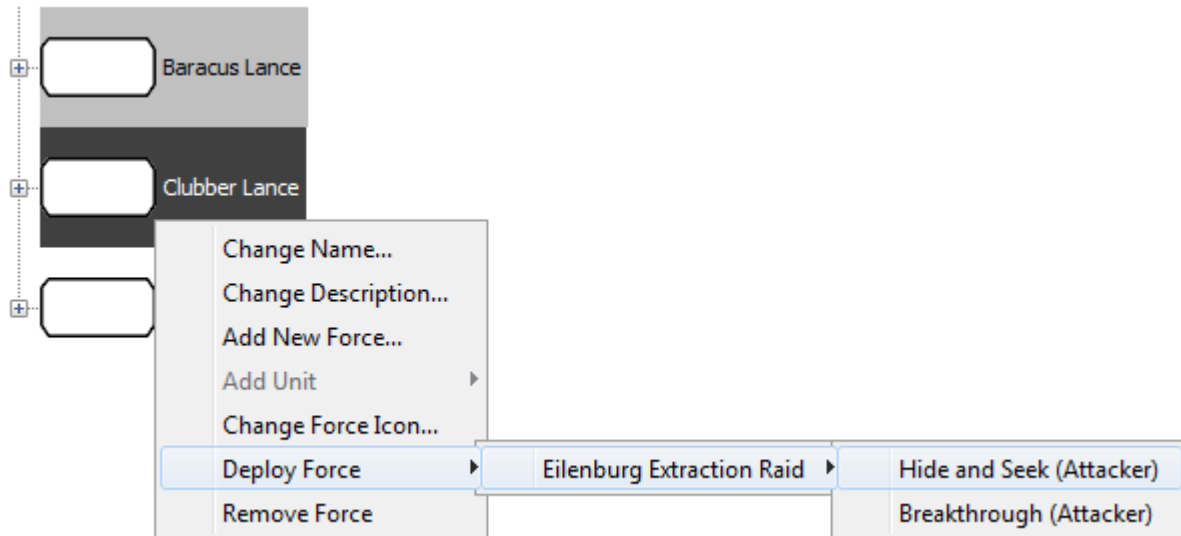 Baracus Lance
Clubber Lance
Change Name...
Change Description...
Add New Force...
Add Unit
Change Force Icon...
Deploy Force
Eilenburg Extraction Raid
Hide and Seek (Attacker)
Remove Force
Breakthrough (Attacker)